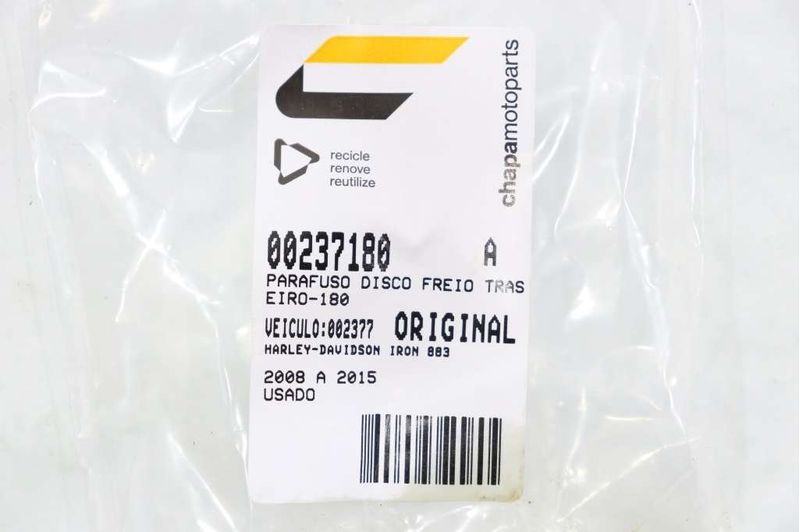 chapamotoparts
recicle
renove
reutilize
00237180 A
PARAFUSO DISCO FREIO TRAS
EIRO-180
VEICULO:002377 ORIGINAL
HARLEY-DAVIDSON IRON 883
2008 A 2015
USADO